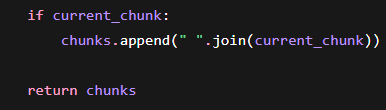 if current_chunk:
    chunks.append(" ".join(current_chunk))
return chunks